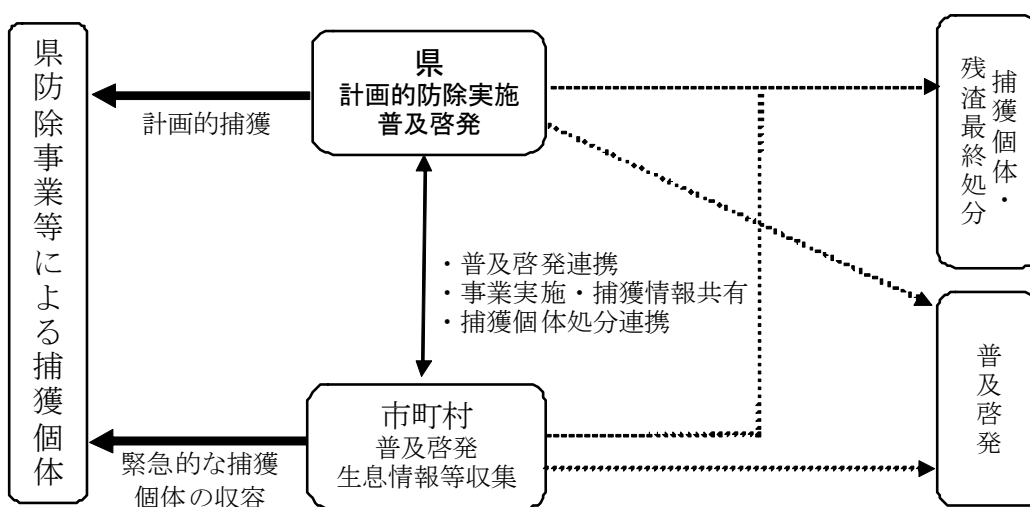 県防除事業等による捕獲個体
計画的捕獲
県
計画的防除実施
普及啓発
・普及啓発連携
・事業実施・捕獲情報共有
・捕獲個体処分連携
緊急的な捕獲
個体の収容
市町村
普及啓発
生息情報等収集
捕獲個体・
残渣最終処分
普及啓発